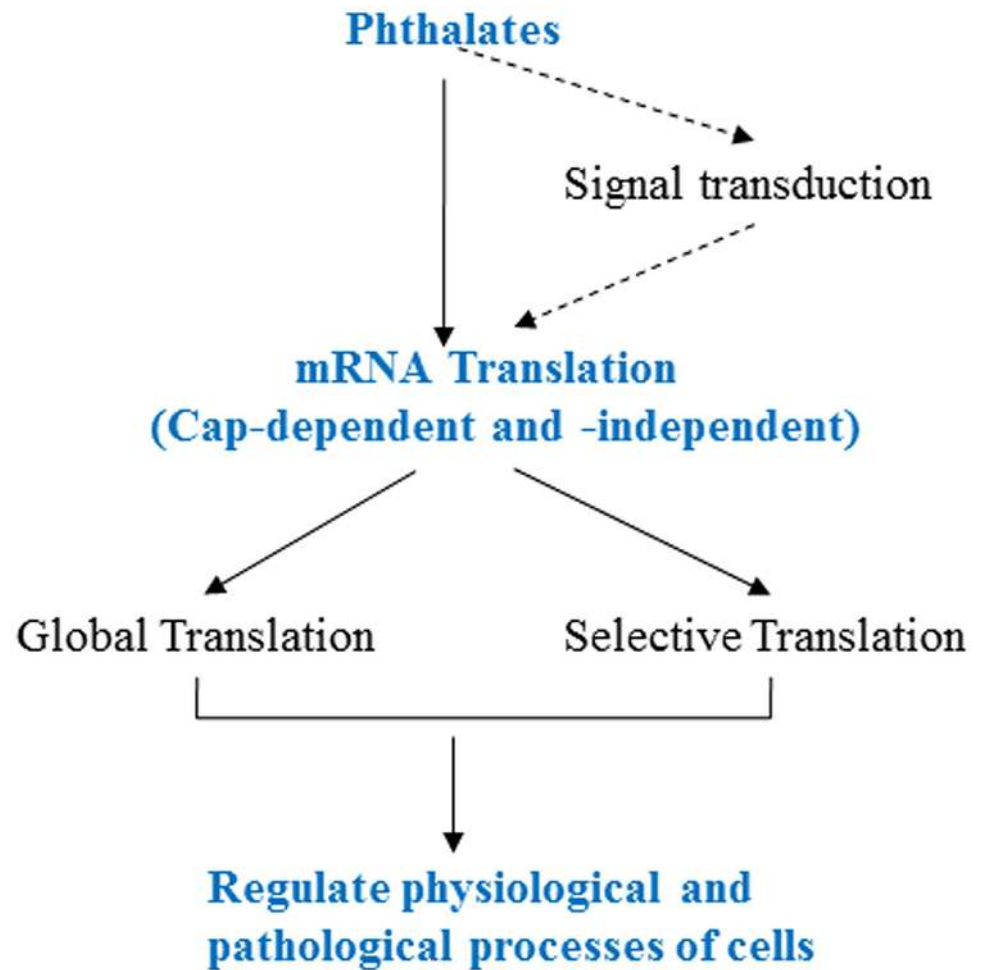 Phthalates
Signal transduction
mRNA Translation
(Cap-dependent and -independent)
Global Translation
Selective Translation
Regulate physiological and
pathological processes of cells